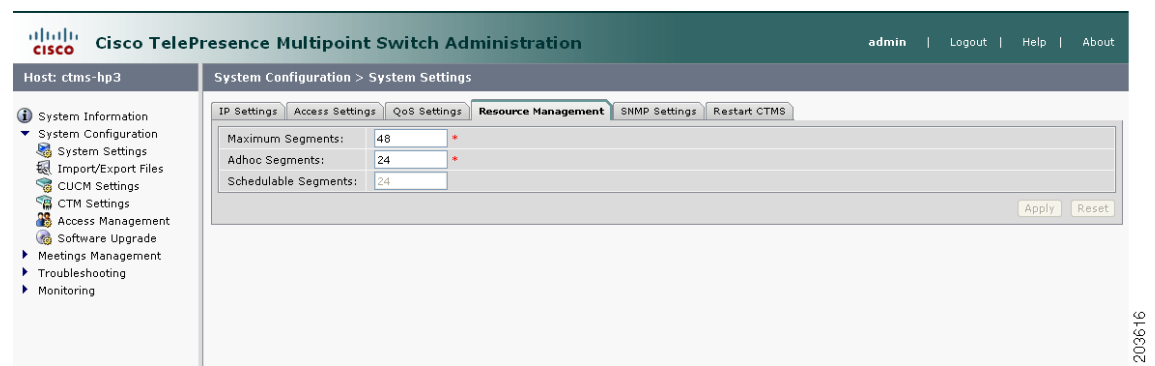 CISCO Cisco TelePresence Multipoint Switch Administration
admin | Logout | Help | About
Host: ctms-hp3
System Configuration > System Settings
System Information
System Configuration
System Settings
Import/Export Files
CUCM Settings
CTM Settings
Access Management
Software Upgrade
Meetings Management
Troubleshooting
Monitoring
IP Settings Access Settings QoS Settings Resource Management SNMP Settings Restart CTMS
Maximum Segments: 48 *
Adhoc Segments: 24 *
Schedulable Segments: 24
Apply Reset
203616